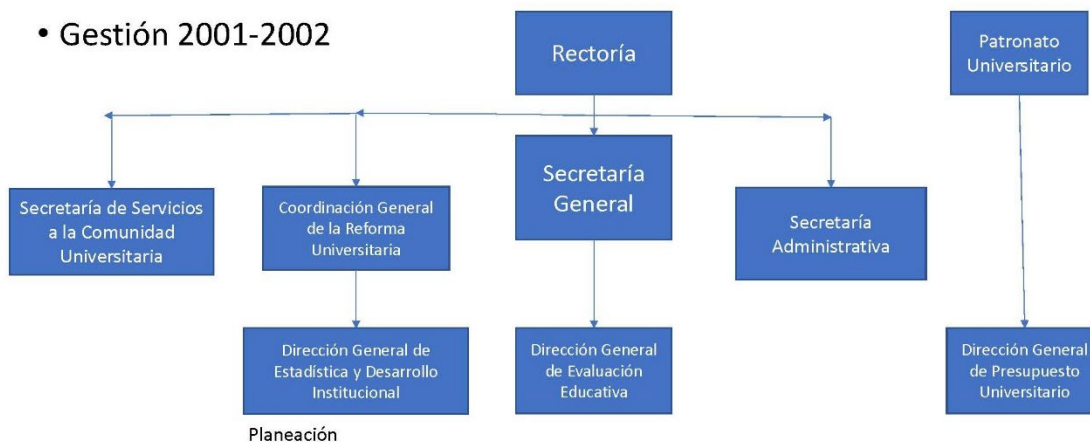 • Gestión 2001-2002
Rectoría
Patronato
Universitario
Secretaría de Servicios
a la Comunidad
Universitaria
Coordinación General
de la Reforma
Universitaria
Secretaría
General
Secretaría
Administrativa
Dirección General de
Estadística y Desarrollo
Institucional
Dirección General
de Evaluación
Educativa
Dirección General
de Presupuesto
Universitario
Planeación